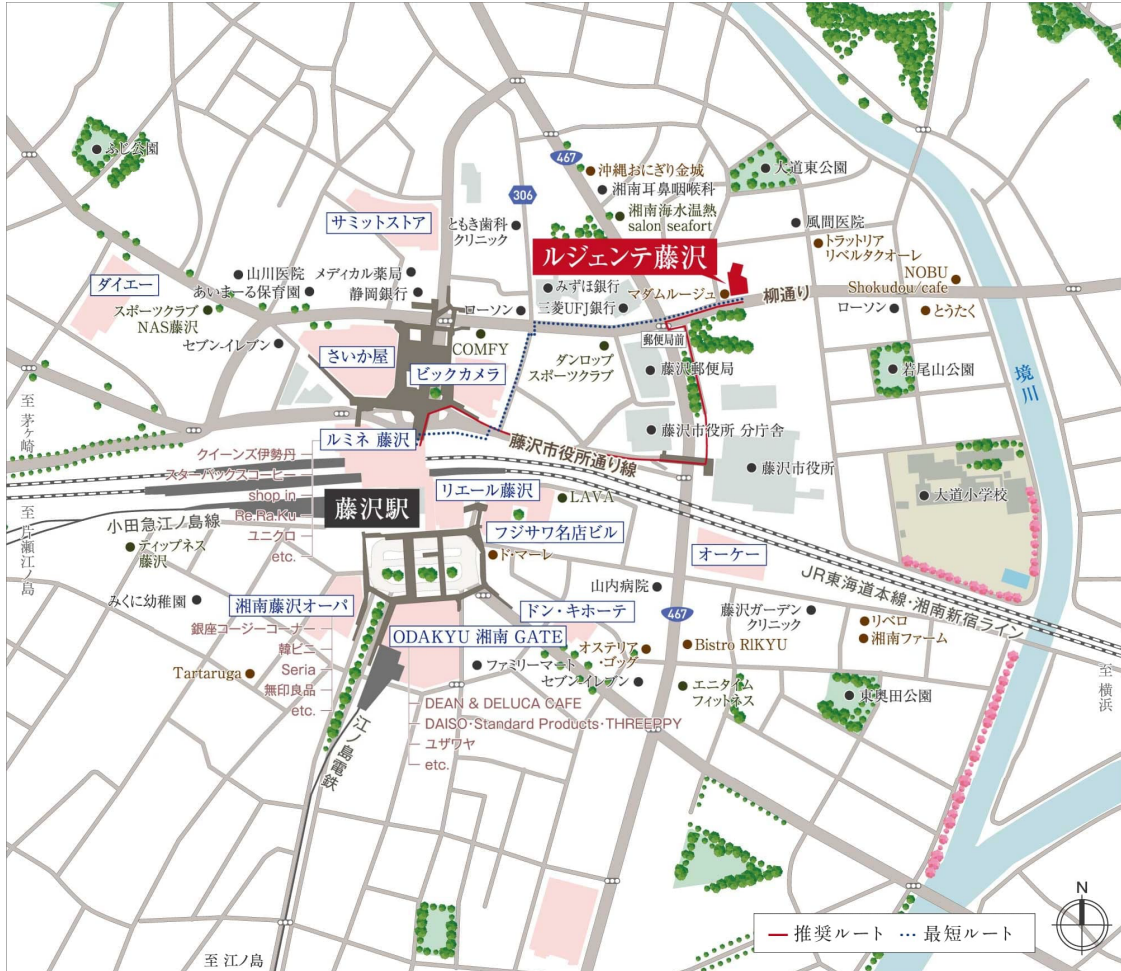 ふじ公園
467
沖縄おにぎり金城
大道東公園
湘南耳鼻咽喉科
306
湘南海水温熱
salon seafort
サミットストア
ともき歯科
クリニック
風間医院
トラットリア
リベルタクオーレ
ルジェンテ藤沢
NOBU
Shokudou/cafe
山川医院
メディカル薬局
ダイエー
あいまーる保育園
静岡銀行
みずほ銀行
マダムルージュ
柳通り
スポーツクラブ
NAS藤沢
ローソン
三菱UFJ銀行
ローソン
とうたく
セブン-イレブン
COMFY
郵便局前
さいか屋
ビックカメラ
ダンロップ
スポーツクラブ
藤沢郵便局
若尾山公園
境川
至 茅ヶ崎
ルミネ 藤沢
藤沢市役所通り線
藤沢市役所 分庁舎
クイーンズ伊勢丹
スターバックスコーヒー
shop in
Re.Ra.Ku
ユニクロ
etc.
藤沢市役所
リエール藤沢
LAVA
大道小学校
藤沢駅
小田急江ノ島線
フジサワ名店ビル
至 片瀬江ノ島
ティップネス
藤沢
ド・マーレ
オーケー
JR東海道本線・湘南新宿ライン
みくに幼稚園
湘南藤沢オーパ
山内病院
ドン・キホーテ
467
藤沢ガーデン
クリニック
リベロ
湘南ファーム
銀座コージーコーナー
韓ビニ
Seria
無印良品
etc.
ODAKYU 湘南 GATE
オステリア
・ゴッグ
Bistro RIKYU
Tartaruga
ファミリーマート
セブン-イレブン
エニタイム
フィットネス
東奥田公園
至 横浜
DEAN & DELUCA CAFE
DAISO・Standard Products・THREEPPY
ユザワヤ
etc.
江ノ島電鉄
N
推奨ルート
最短ルート
至 江ノ島